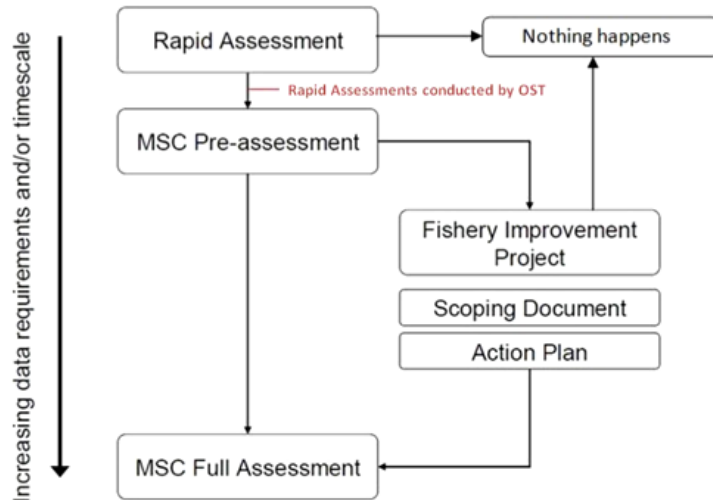 Increasing data requirements and/or timescale
Rapid Assessment
Nothing happens
Rapid Assessments conducted by OST
MSC Pre-assessment
Fishery Improvement
Project
Scoping Document
Action Plan
MSC Full Assessment